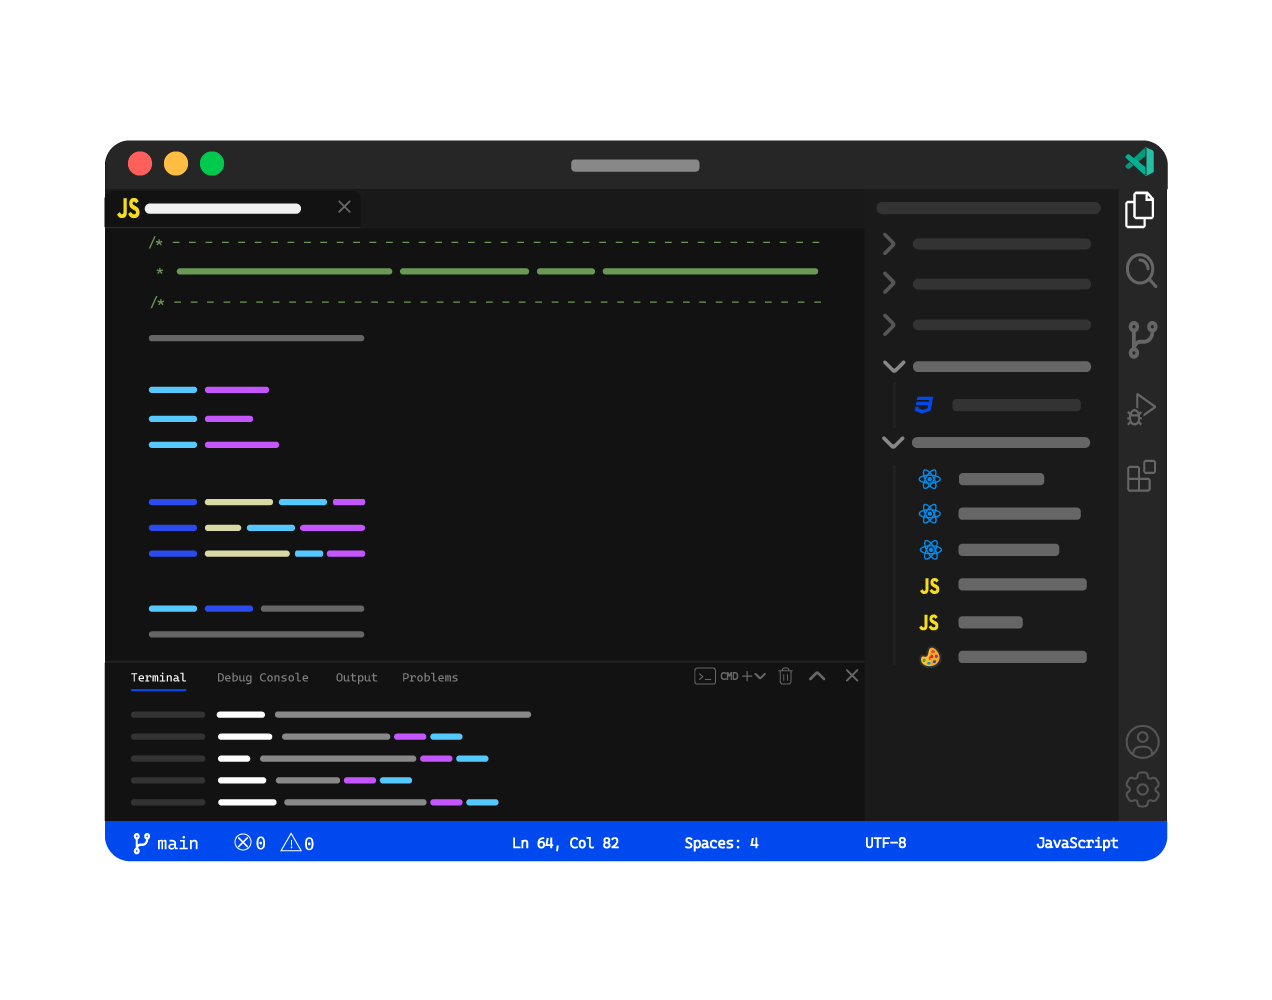 JS
/* - - - - - - - - - - - - - - - - - - - - - - - - - - - - - - - - - - - - - - - -
*
/* - - - - - - - - - - - - - - - - - - - - - - - - - - - - - - - - - - - - - - - -
JS
JS
Terminal Debug Console Output Problems >_ CMD +
main 0 0 Ln 64, Col 82 Spaces: 4 UTF-8 JavaScript